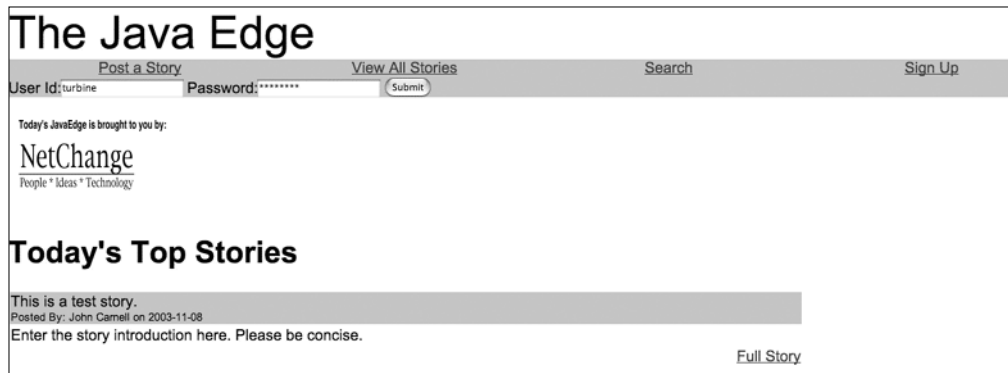 The Java Edge
Post a Story View All Stories Search Sign Up
User Id: turbine Password: ******** Submit
Today's JavaEdge is brought to you by:
NetChange
People * Ideas * Technology
Today's Top Stories
This is a test story.
Posted By: John Carnell on 2003-11-08
Enter the story introduction here. Please be concise.
Full Story